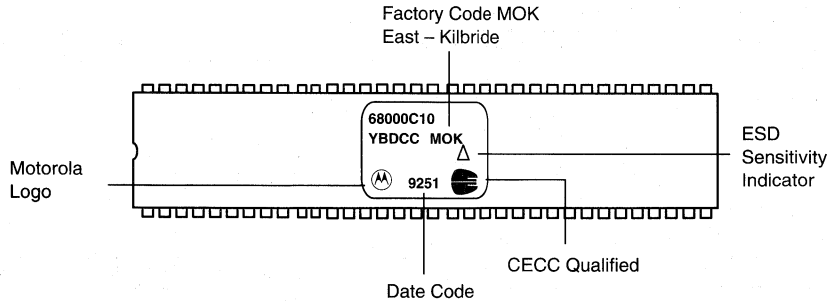 Factory Code MOK
East – Kilbride
68000C10
YBDCC MOK
9251
ESD
Sensitivity
Indicator
Motorola
Logo
CECC Qualified
Date Code